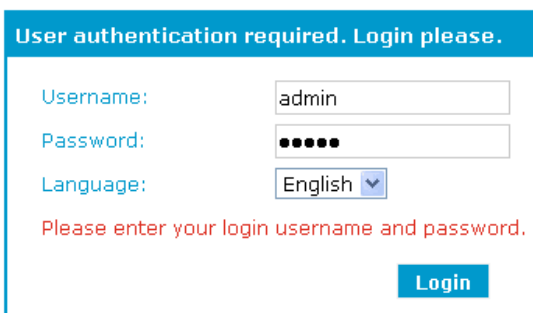 User authentication required. Login please.
Username: admin
Password: ●●●●●
Language: English
Please enter your login username and password.
Login